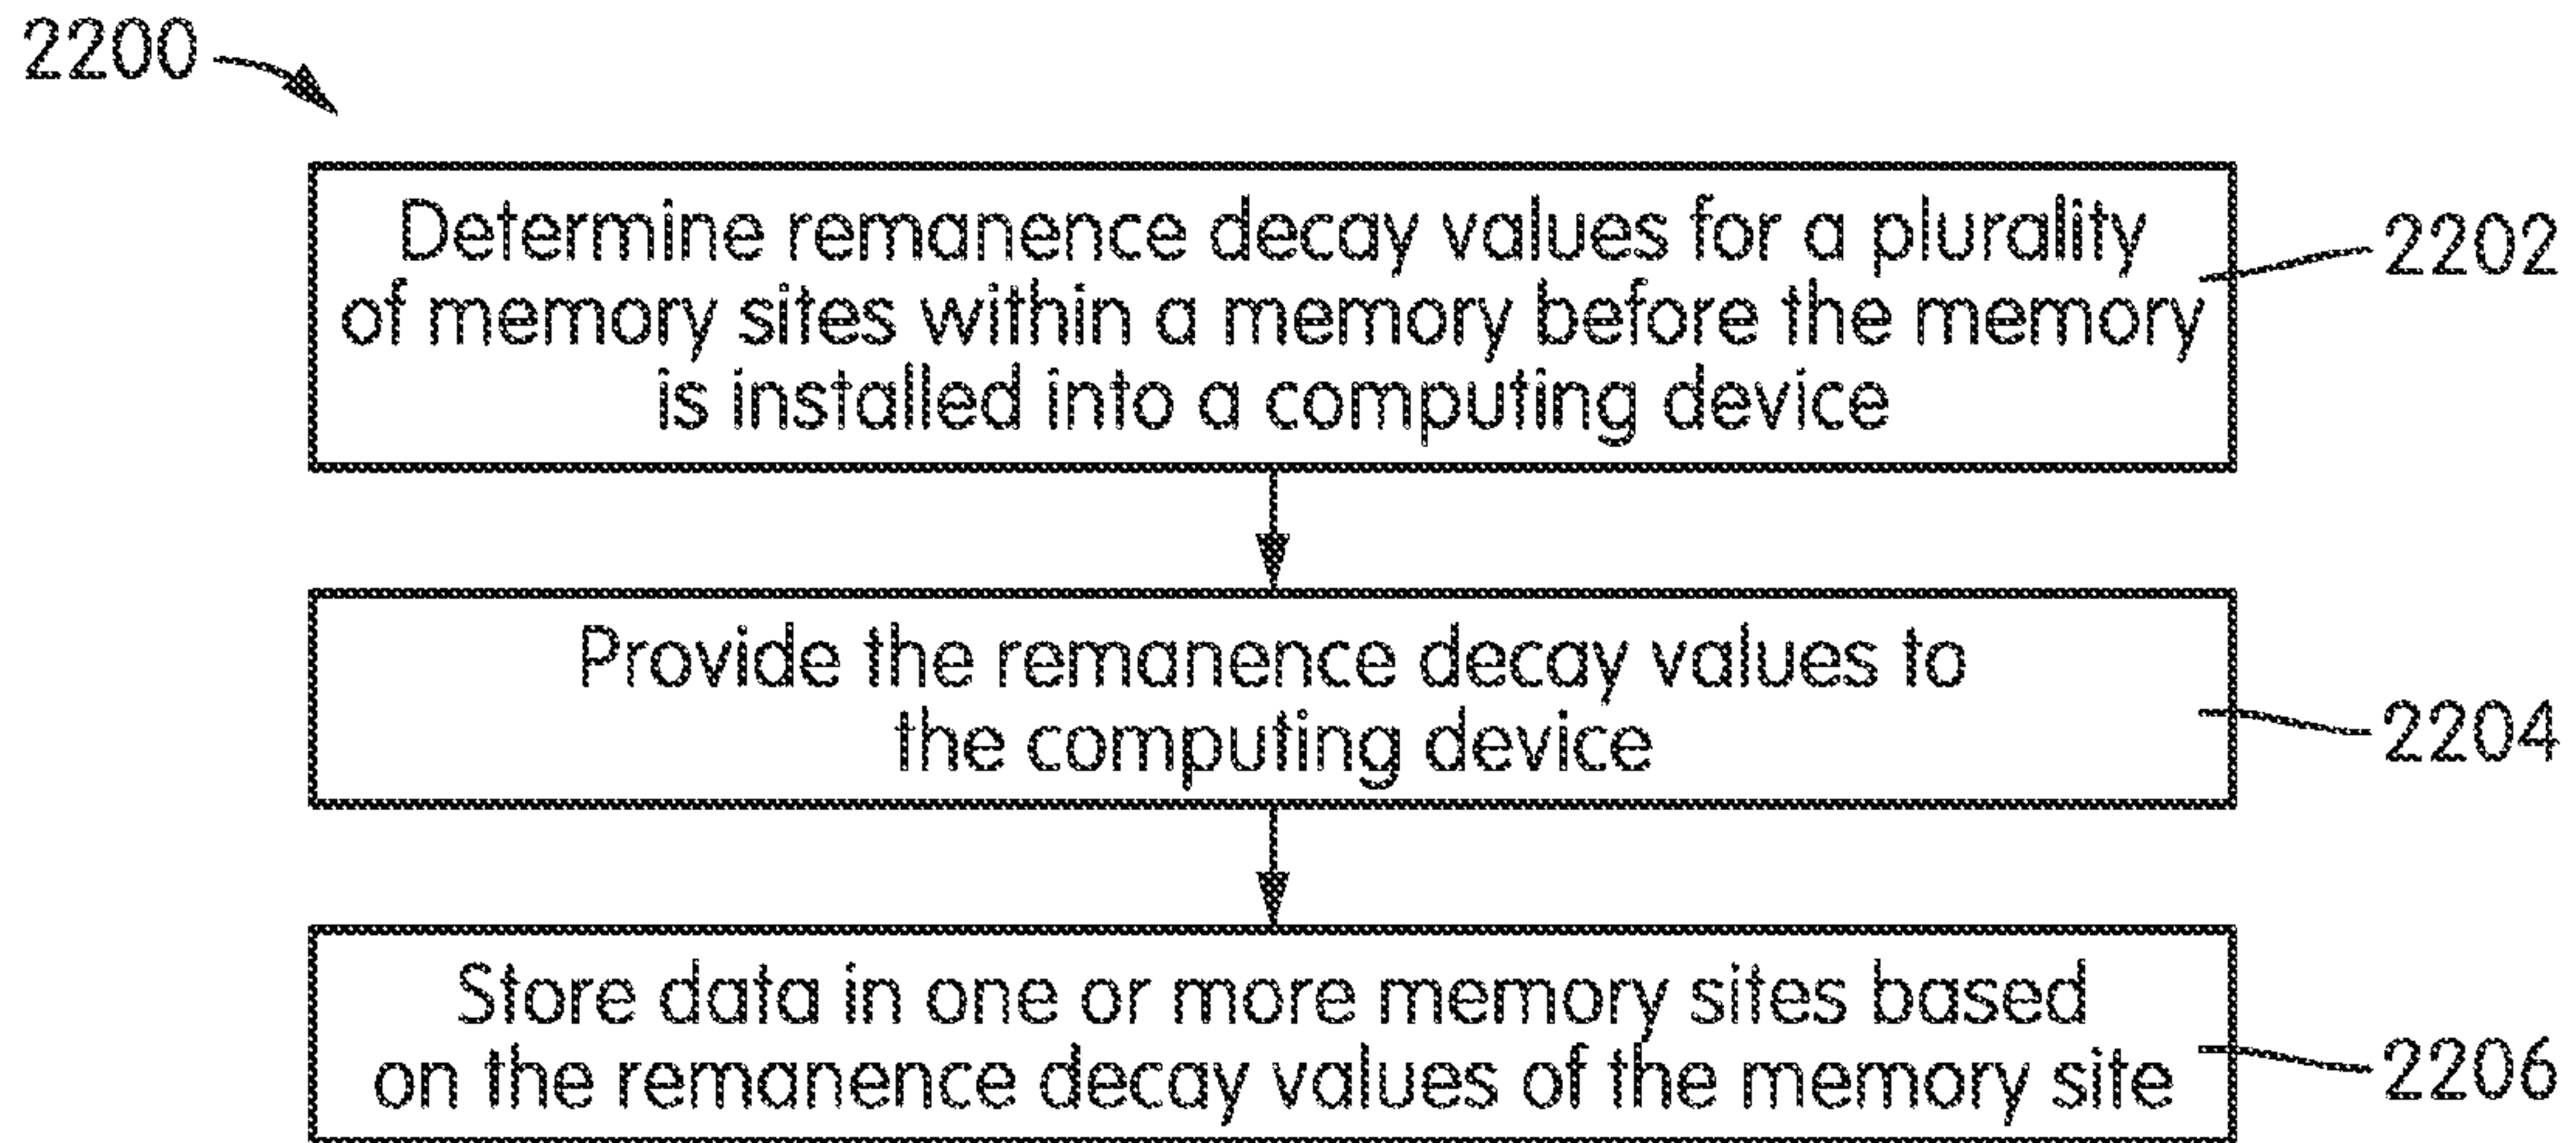 2200
Determine remanence decay values for a plurality
of memory sites within a memory before the memory
is installed into a computing device
2202
Provide the remanence decay values to
the computing device
2204
Store data in one or more memory sites based
on the remanence decay values of the memory site
2206